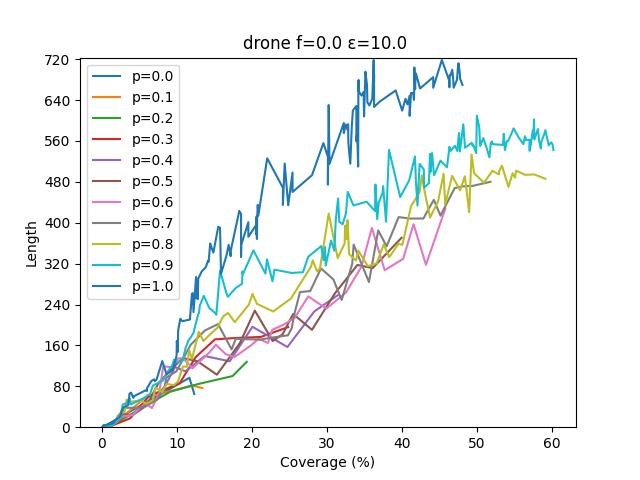 drone f=0.0 ε=10.0
720
640
560
480
400
320
240
160
80
0
Length
p=0.0
p=0.1
p=0.2
p=0.3
p=0.4
p=0.5
p=0.6
p=0.7
p=0.8
p=0.9
p=1.0
0 10 20 30 40 50 60
Coverage (%)